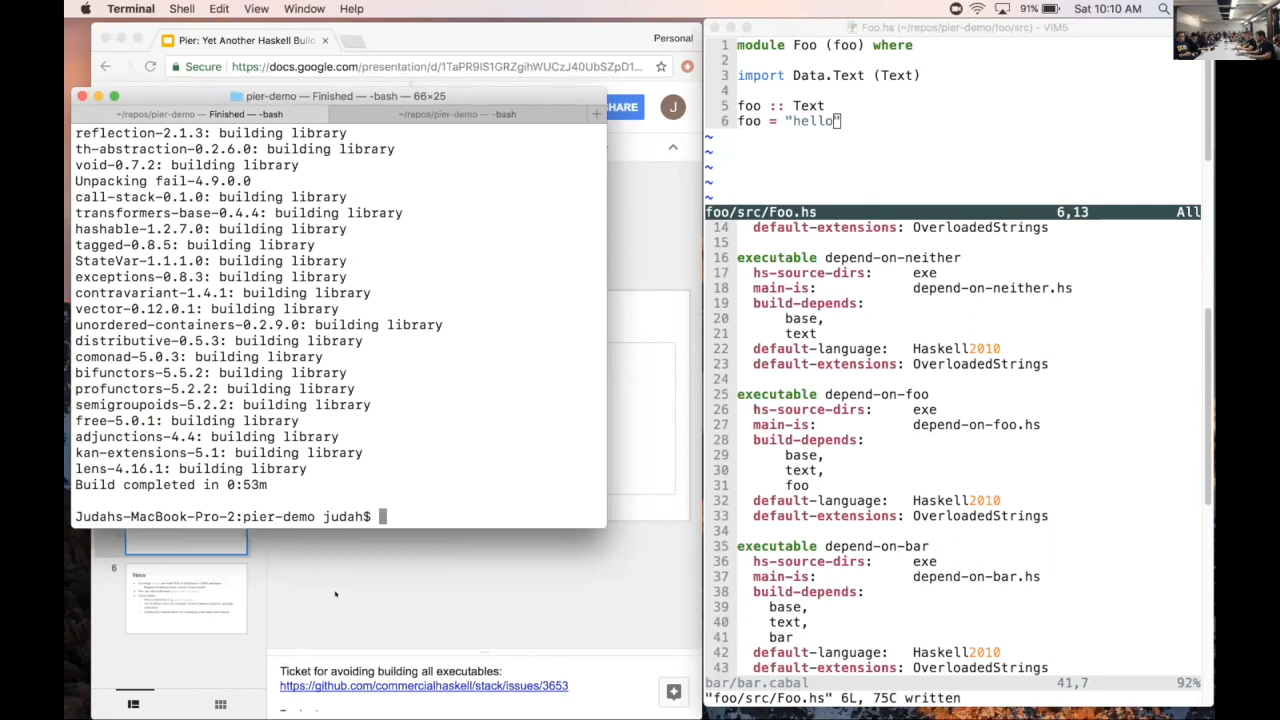 Terminal Shell Edit View Window Help
91% Sat 10:10 AM
Pier: Yet Another Haskell Buil
Personal
Secure https://docs.google.com/presentation/d/1TaPR9S1GRZgihWUCzJ40UbSZpD1...
SHARE J
pier-demo — Finished — -bash — 66×25
~/repos/pier-demo — Finished — -bash
~/repos/pier-demo — -bash
reflection-2.1.3: building library
th-abstraction-0.2.6.0: building library
void-0.7.2: building library
Unpacking fail-4.9.0.0
call-stack-0.1.0: building library
transformers-base-0.4.4: building library
hashable-1.2.7.0: building library
tagged-0.8.5: building library
StateVar-1.1.1.0: building library
exceptions-0.8.3: building library
contravariant-1.4.1: building library
vector-0.12.0.1: building library
unordered-containers-0.2.9.0: building library
distributive-0.5.3: building library
comonad-5.0.3: building library
bifunctors-5.5.2: building library
profunctors-5.2.2: building library
semigroupoids-5.2.2: building library
free-5.0.1: building library
adjunctions-4.4: building library
kan-extensions-5.1: building library
lens-4.16.1: building library
Build completed in 0:53m
Judahs-MacBook-Pro-2:pier-demo judah$
6
Ticket for avoiding building all executables:
https://github.com/commercialhaskell/stack/issues/3653
Foo.hs (~/repos/pier-demo/foo/src) - VIM5
1 module Foo (foo) where
2
3 import Data.Text (Text)
4
5 foo :: Text
6 foo = "hello"
~
~
~
~
~
foo/src/Foo.hs 6,13 All
14 default-extensions: OverloadedStrings
15
16 executable depend-on-neither
17 hs-source-dirs: exe
18 main-is: depend-on-neither.hs
19 build-depends:
20 base,
21 text
22 default-language: Haskell2010
23 default-extensions: OverloadedStrings
24
25 executable depend-on-foo
26 hs-source-dirs: exe
27 main-is: depend-on-foo.hs
28 build-depends:
29 base,
30 text,
31 foo
32 default-language: Haskell2010
33 default-extensions: OverloadedStrings
34
35 executable depend-on-bar
36 hs-source-dirs: exe
37 main-is: depend-on-bar.hs
38 build-depends:
39 base,
40 text,
41 bar
42 default-language: Haskell2010
43 default-extensions: OverloadedStrings
bar/bar.cabal 41,7 92%
"foo/src/Foo.hs" 6L, 75C written